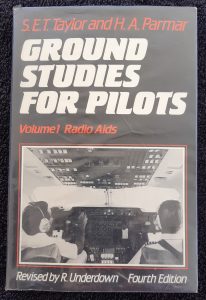 S.E.T. Taylor and H. A. Parmar
GROUND
STUDIES
FOR PILOTS
Volume 1 Radio Aids
Revised by R. Underdown Fourth Edition